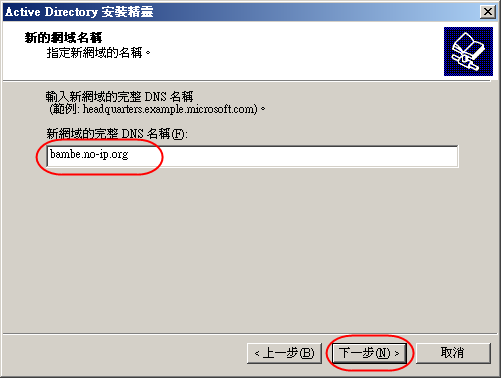 Active Directory 安裝精靈
新的網域名稱
指定新網域的名稱。
輸入新網域的完整 DNS 名稱
(範例: headquarters.example.microsoft.com)。
新網域的完整 DNS 名稱(F):
bambe.no-ip.org
< 上一步(B)
下一步(N) >
取消